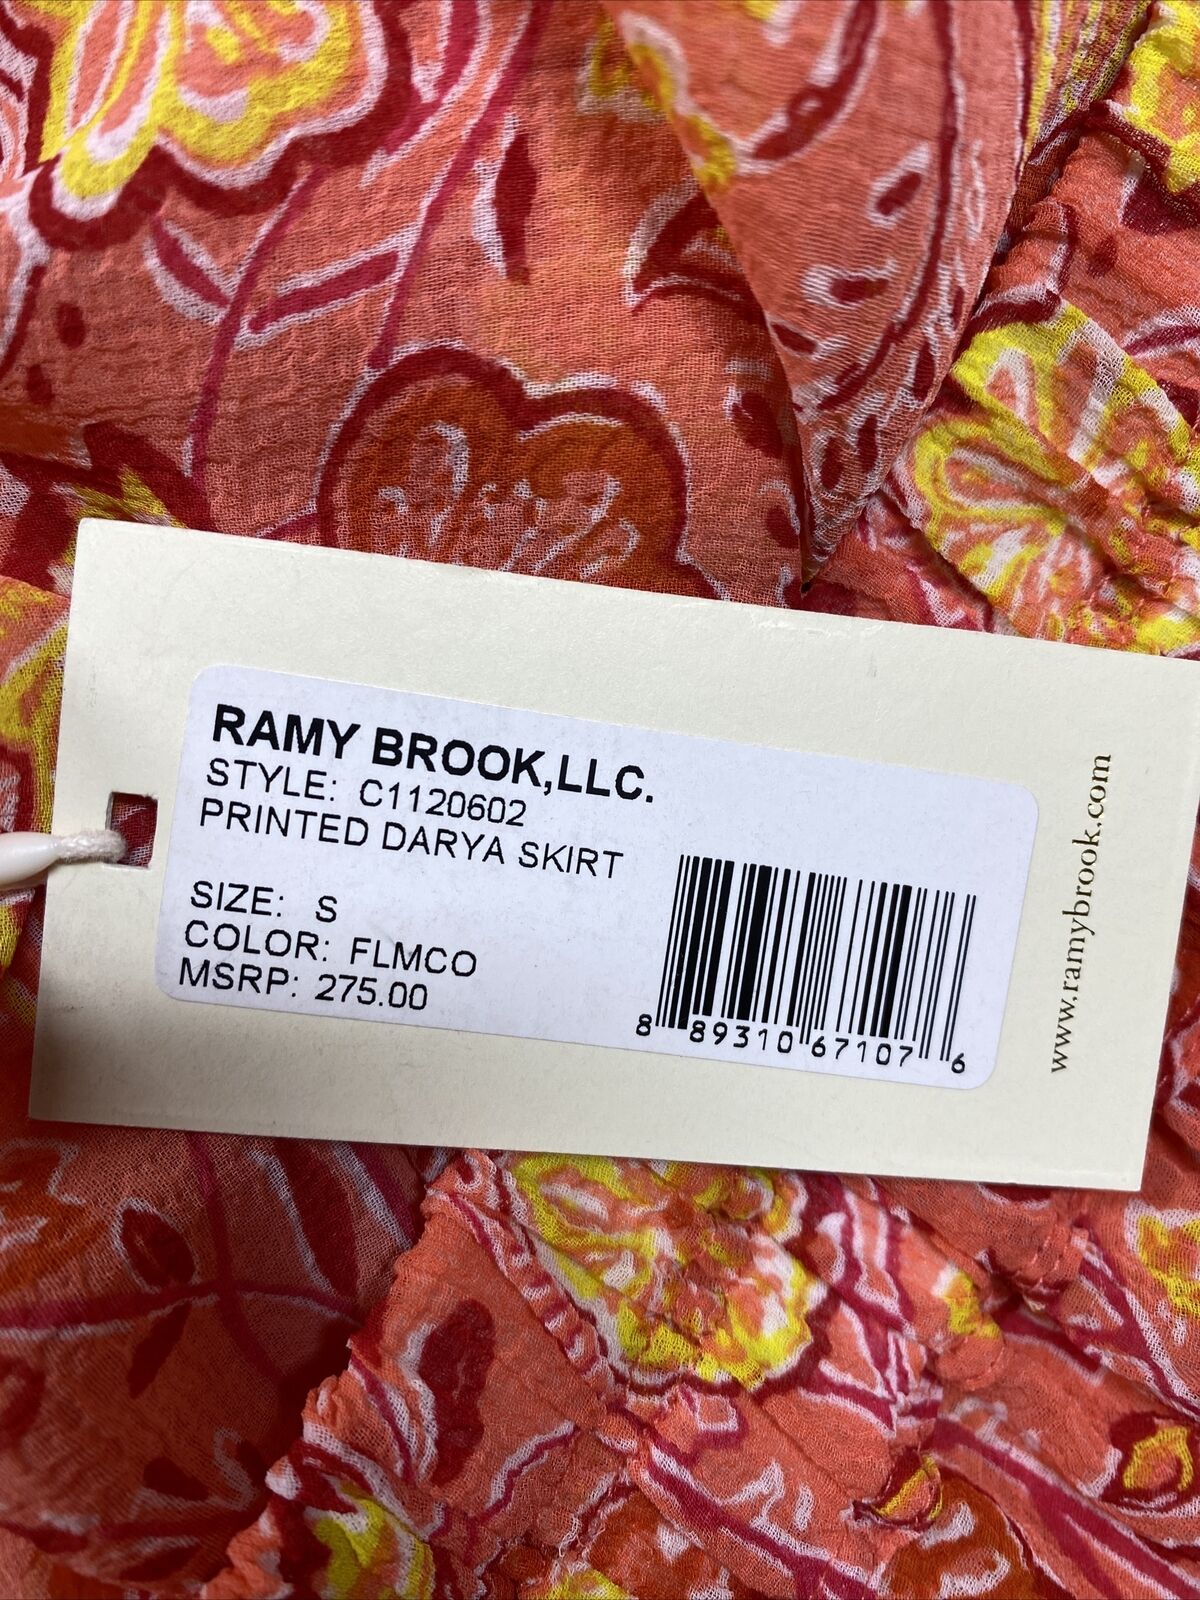 RAMY BROOK,LLC.
STYLE: C1120602
PRINTED DARYA SKIRT
SIZE: S
COLOR: FLMCO
MSRP: 275.00
8 89310 67107 6
www.ramybrook.com